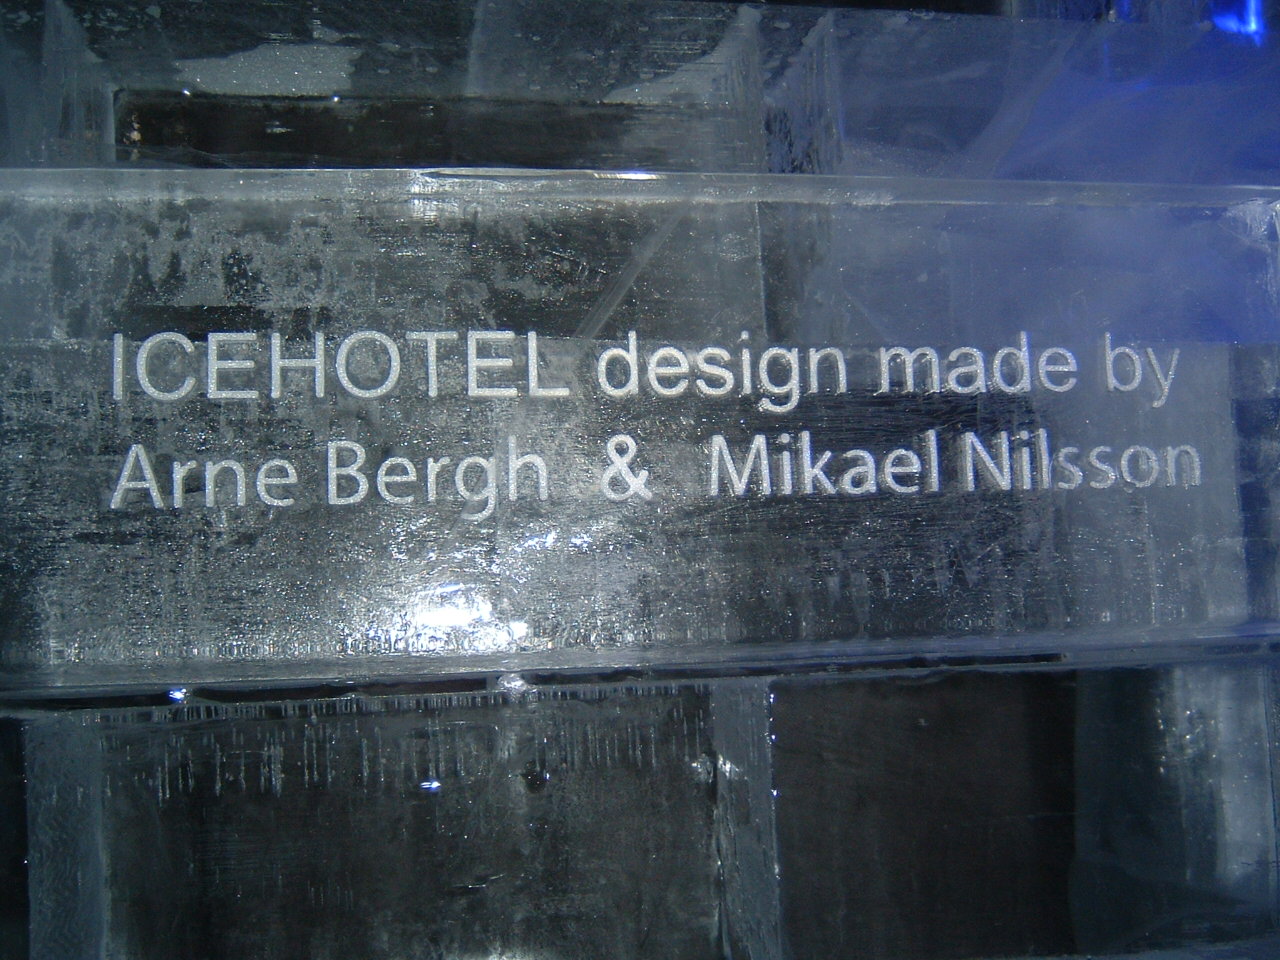 ICEHOTEL design made by
Arne Bergh & Mikael Nilsson